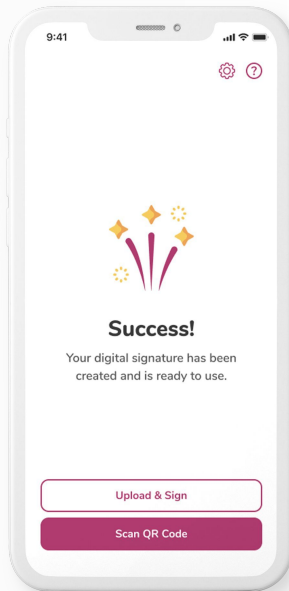 9:41
?
Success!
Your digital signature has been
created and is ready to use.
Upload & Sign
Scan QR Code